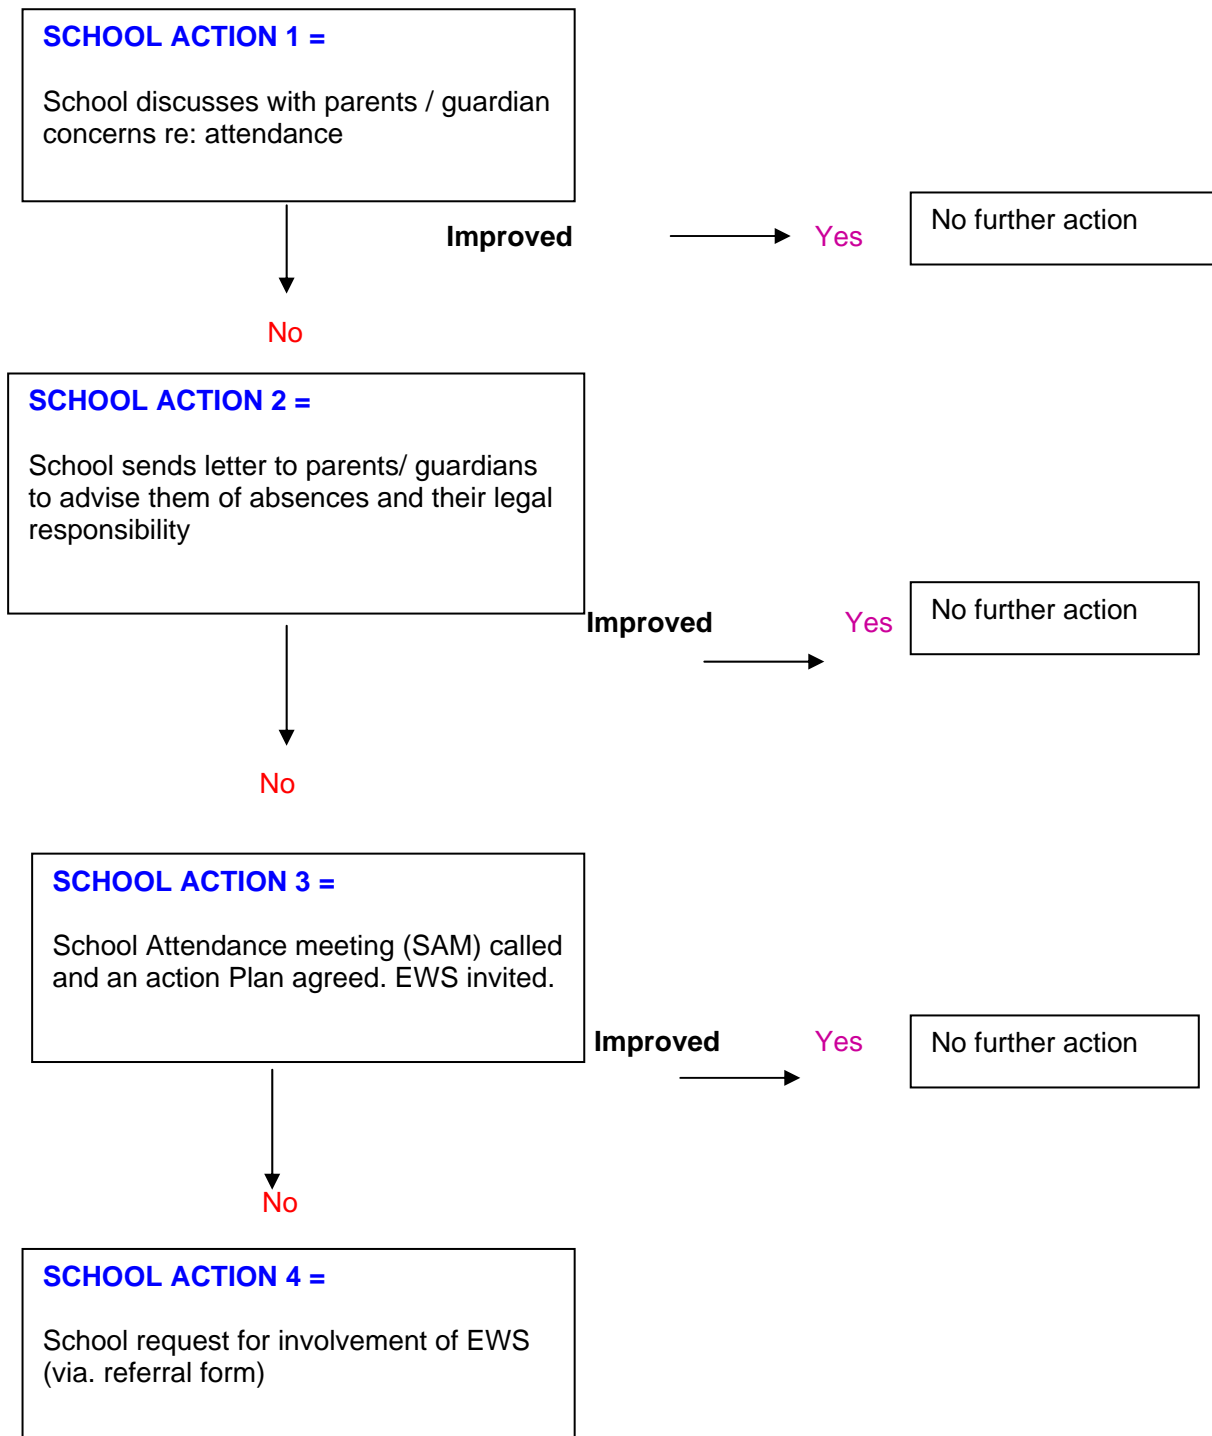 SCHOOL ACTION 1 =
School discusses with parents / guardian
concerns re: attendance
Improved
Yes
No further action
No
SCHOOL ACTION 2 =
School sends letter to parents/ guardians
to advise them of absences and their legal
responsibility
Improved
Yes
No further action
No
SCHOOL ACTION 3 =
School Attendance meeting (SAM) called
and an action Plan agreed. EWS invited.
Improved
Yes
No further action
No
SCHOOL ACTION 4 =
School request for involvement of EWS
(via. referral form)